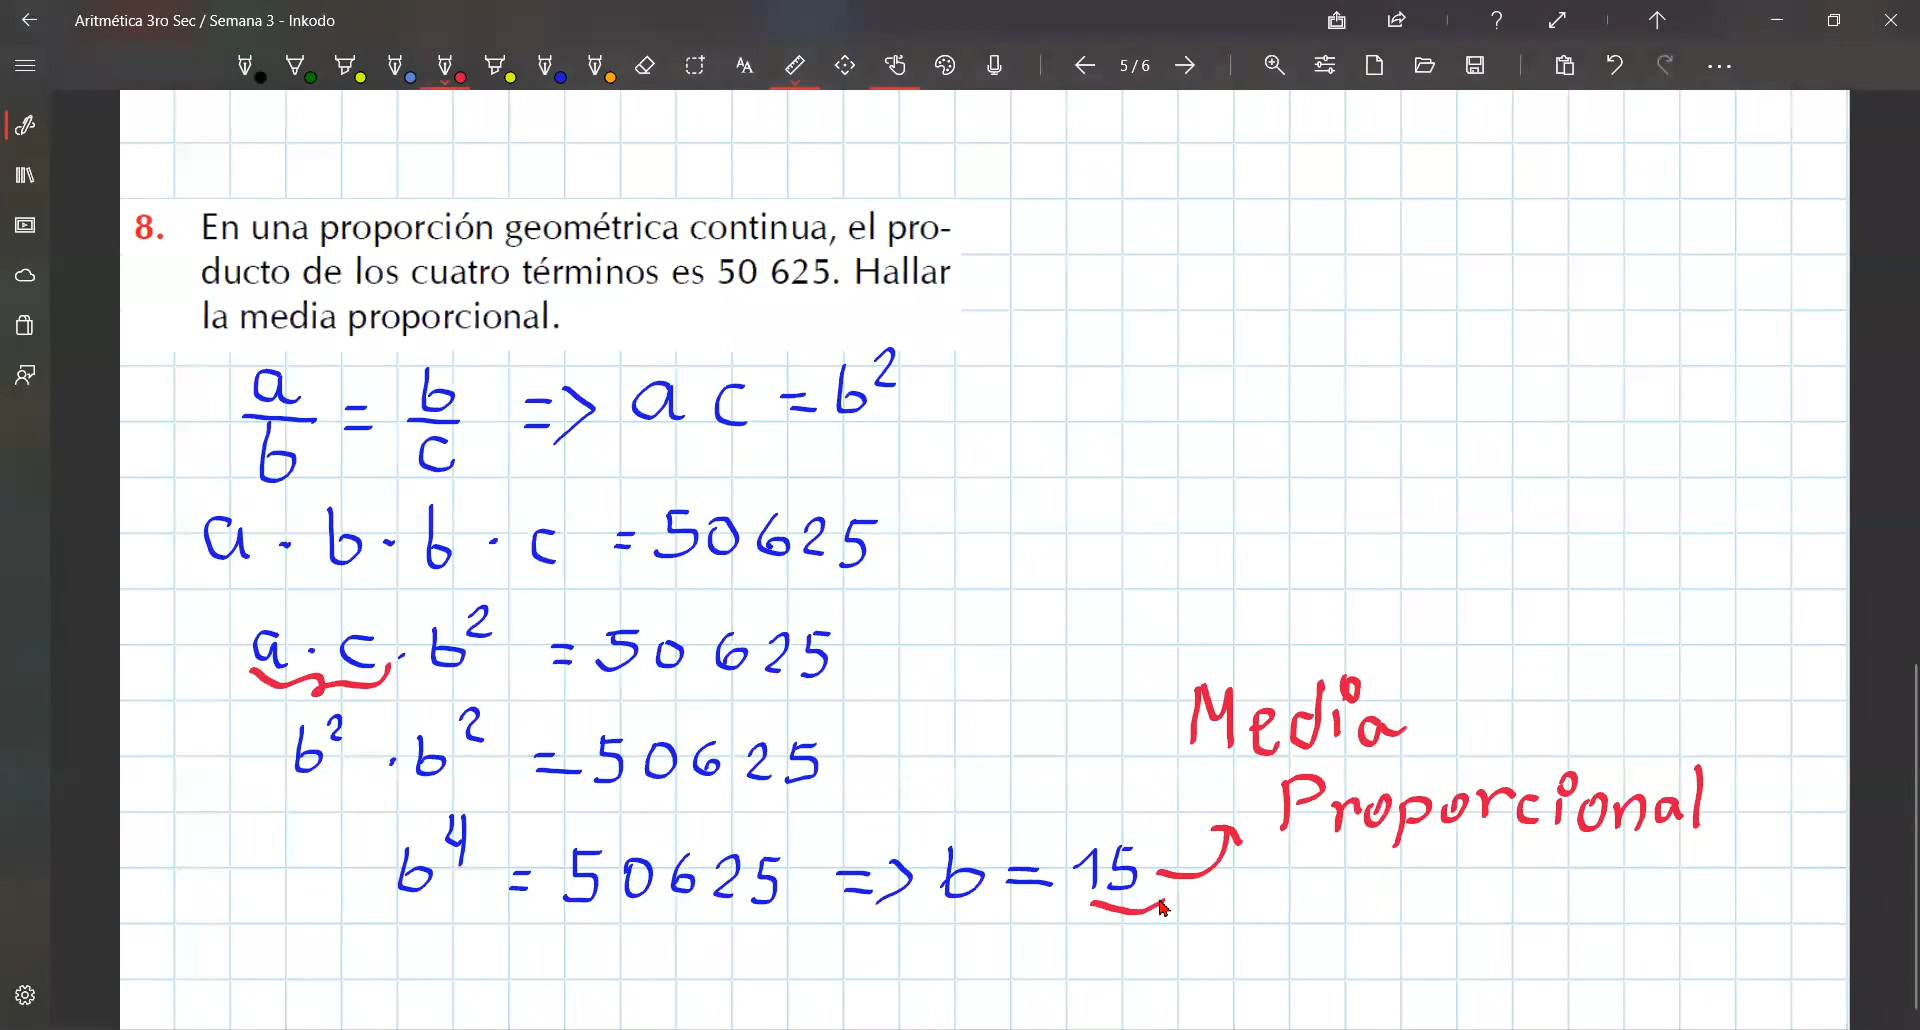 Aritmética 3ro Sec / Semana 3 - Inkodo
5 / 6
8. En una proporción geométrica continua, el pro-
ducto de los cuatro términos es 50 625. Hallar
la media proporcional.
a/b = b/c => a c = b²
a · b · b · c = 50625
a · c · b² = 50625
b² · b² = 50625
b⁴ = 50625 => b = 15
Media
Proporcional